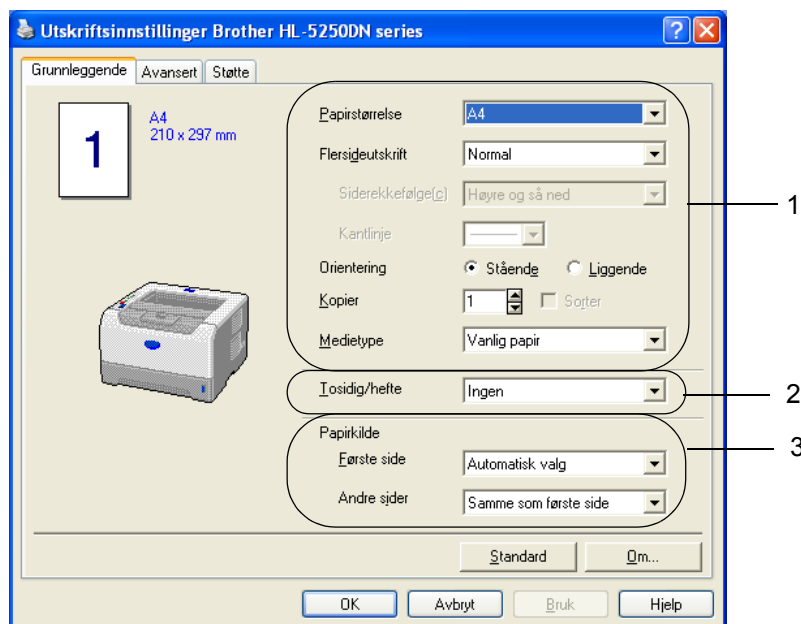 Utskriftsinnstillinger Brother HL-5250DN series
Grunnleggende Avansert Støtte
1
A4
210 x 297 mm
Papirstørrelse A4
Flersideutskrift Normal
Siderekkefølge(c) Høyre og så ned
Kantlinje
Orientering Stående Liggende
Kopier 1 Sorter
Medietype Vanlig papir
1
Tosidig/hefte Ingen
2
Papirkilde
3
Første side Automatisk valg
Andre sider Samme som første side
Standard Om...
OK Avbryt Bruk Hjelp